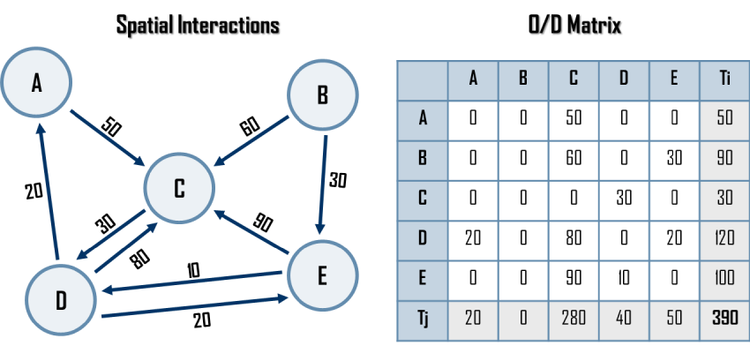 Spatial Interactions
O/D Matrix
A
B
C
D
E
50
60
30
20
30
80
90
10
20
A B C D E Ti
A 0 0 50 0 0 50
B 0 0 60 0 30 90
C 0 0 0 30 0 30
D 20 0 80 0 20 120
E 0 0 90 10 0 100
Tj 20 0 280 40 50 390